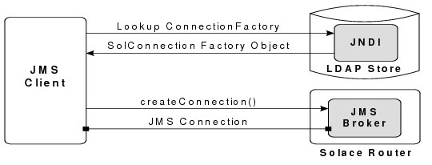 Lookup ConnectionFactory
SolConnection Factory Object
JNDI
LDAP Store
JMS
Client
createConnection()
JMS Connection
JMS
Broker
Solace Router